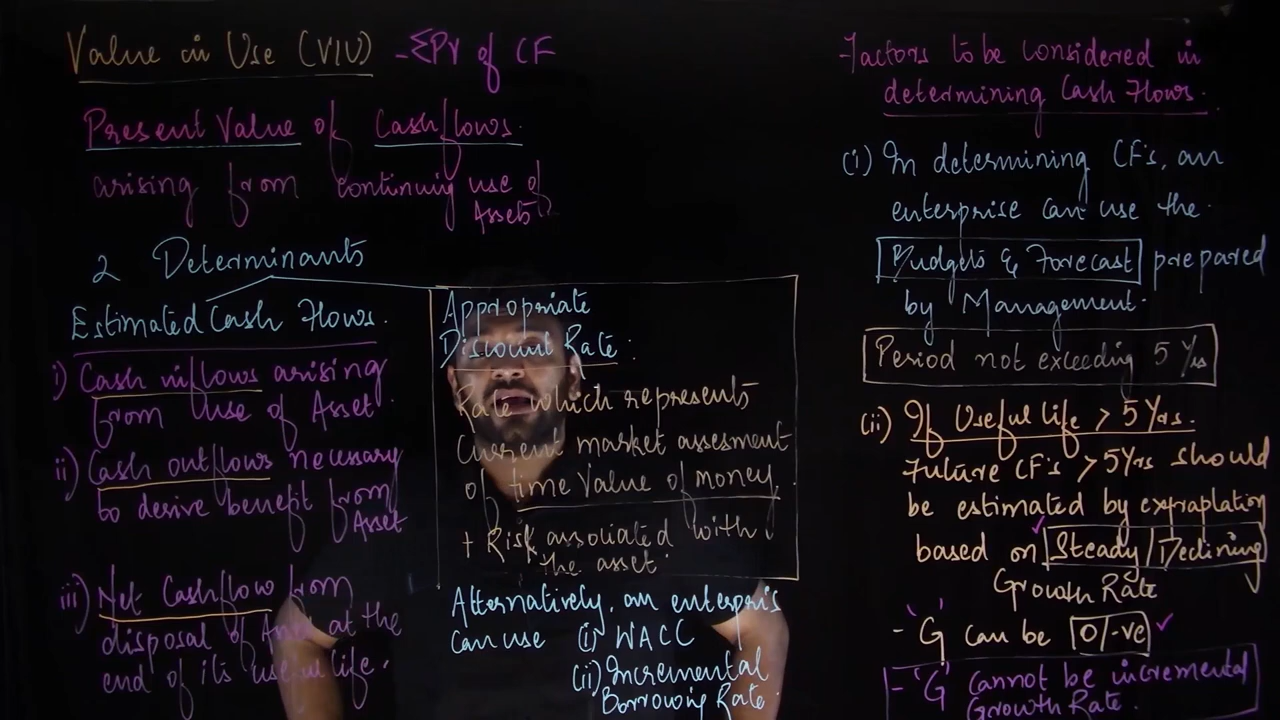 Value in Use (VIU) - ΣPV of CF
Present Value of Cashflows.
arising from continuing use of
Assets
2 Determinants
Estimated Cash Flows.
i) Cash inflows arising
from use of Asset.
ii) Cash outflows necessary
to derive benefit from
Asset
iii) Net Cashflow from
disposal of Asset at the
end of its useful life.
Appropriate
Discount Rate:
Rate which represents
Current market assesment
of time value of money.
+ Risk associated with
the asset.
Alternatively, an enterpris
can use (i) WACC
(ii) Incremental
Borrowing Rate.
-Factors to be considered in
determining Cash Flows.
(i) In determining CF's, an
enterprise can use the
Budgets & Forecast prepared
by Management.
Period not exceeding 5 Yrs
(ii) If Useful life > 5 Yrs.
Future CF's > 5Yrs should
be estimated by expraplation
based on Steady/Declining
Growth Rate
- 'G' can be 0/-ve
- 'G' cannot be incremental
Growth Rate.